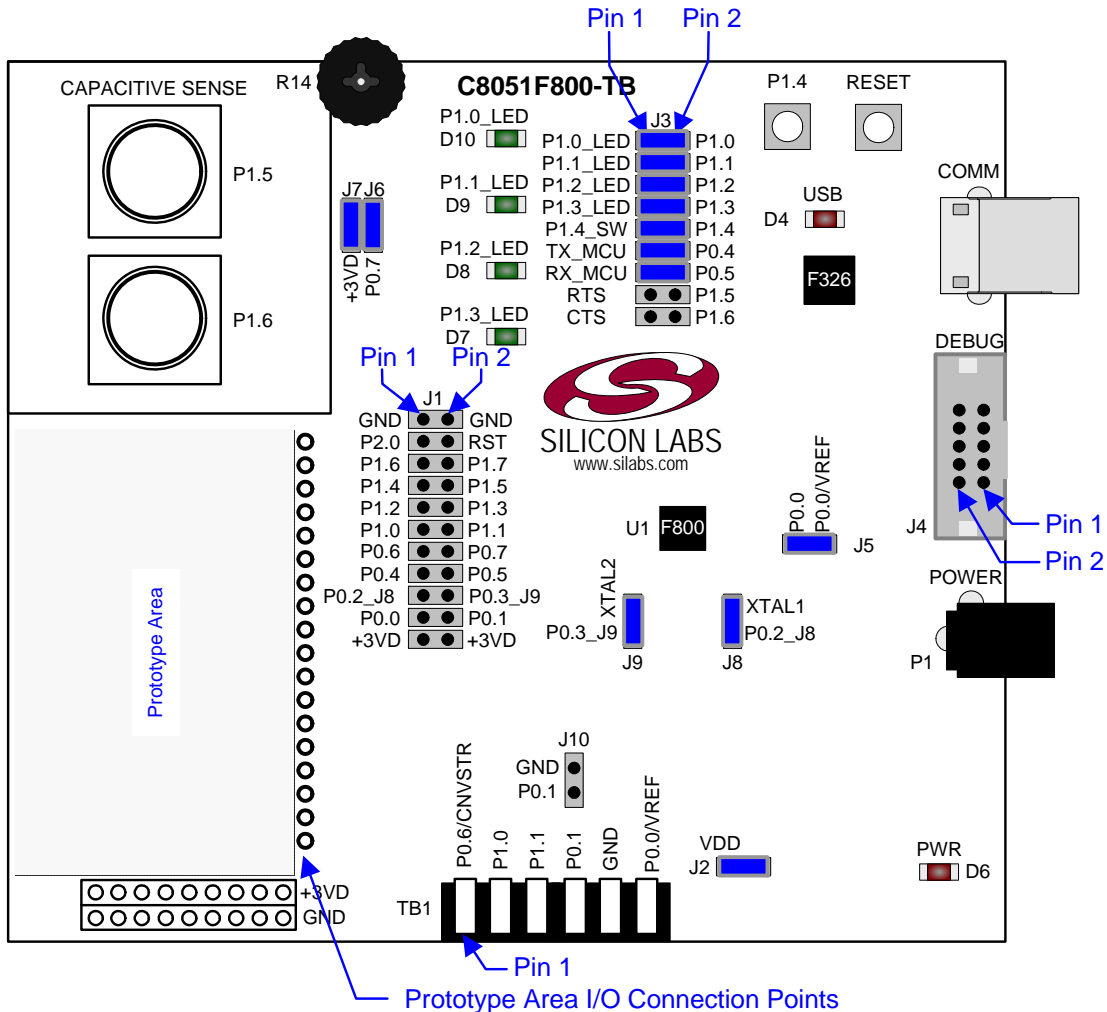 Pin 1 Pin 2
CAPACITIVE SENSE
R14
C8051F800-TB
P1.4
RESET
P1.5
P1.6
J7 J6
+3VD
P0.7
P1.0_LED
D10
P1.1_LED
D9
P1.2_LED
D8
P1.3_LED
D7
J3
P1.0_LED P1.0
P1.1_LED P1.1
P1.2_LED P1.2
P1.3_LED P1.3
P1.4_SW P1.4
TX_MCU P0.4
RX_MCU P0.5
RTS P1.5
CTS P1.6
USB
D4
F326
COMM
DEBUG
J4
Pin 1
Pin 2
SILICON LABS
www.silabs.com
Pin 1 Pin 2
J1
GND GND
P2.0 RST
P1.6 P1.7
P1.4 P1.5
P1.2 P1.3
P1.0 P1.1
P0.6 P0.7
P0.4 P0.5
P0.2_J8 P0.3_J9
P0.0 P0.1
+3VD +3VD
U1 F800
P0.0
P0.0/VREF
J5
XTAL2
P0.3_J9
J9
XTAL1
P0.2_J8
J8
POWER
P1
Prototype Area
J10
GND
P0.1
P0.6/CNVSTR
P1.0
P1.1
P0.1
GND
P0.0/VREF
TB1
Pin 1
VDD
J2
PWR
D6
+3VD
GND
Prototype Area I/O Connection Points